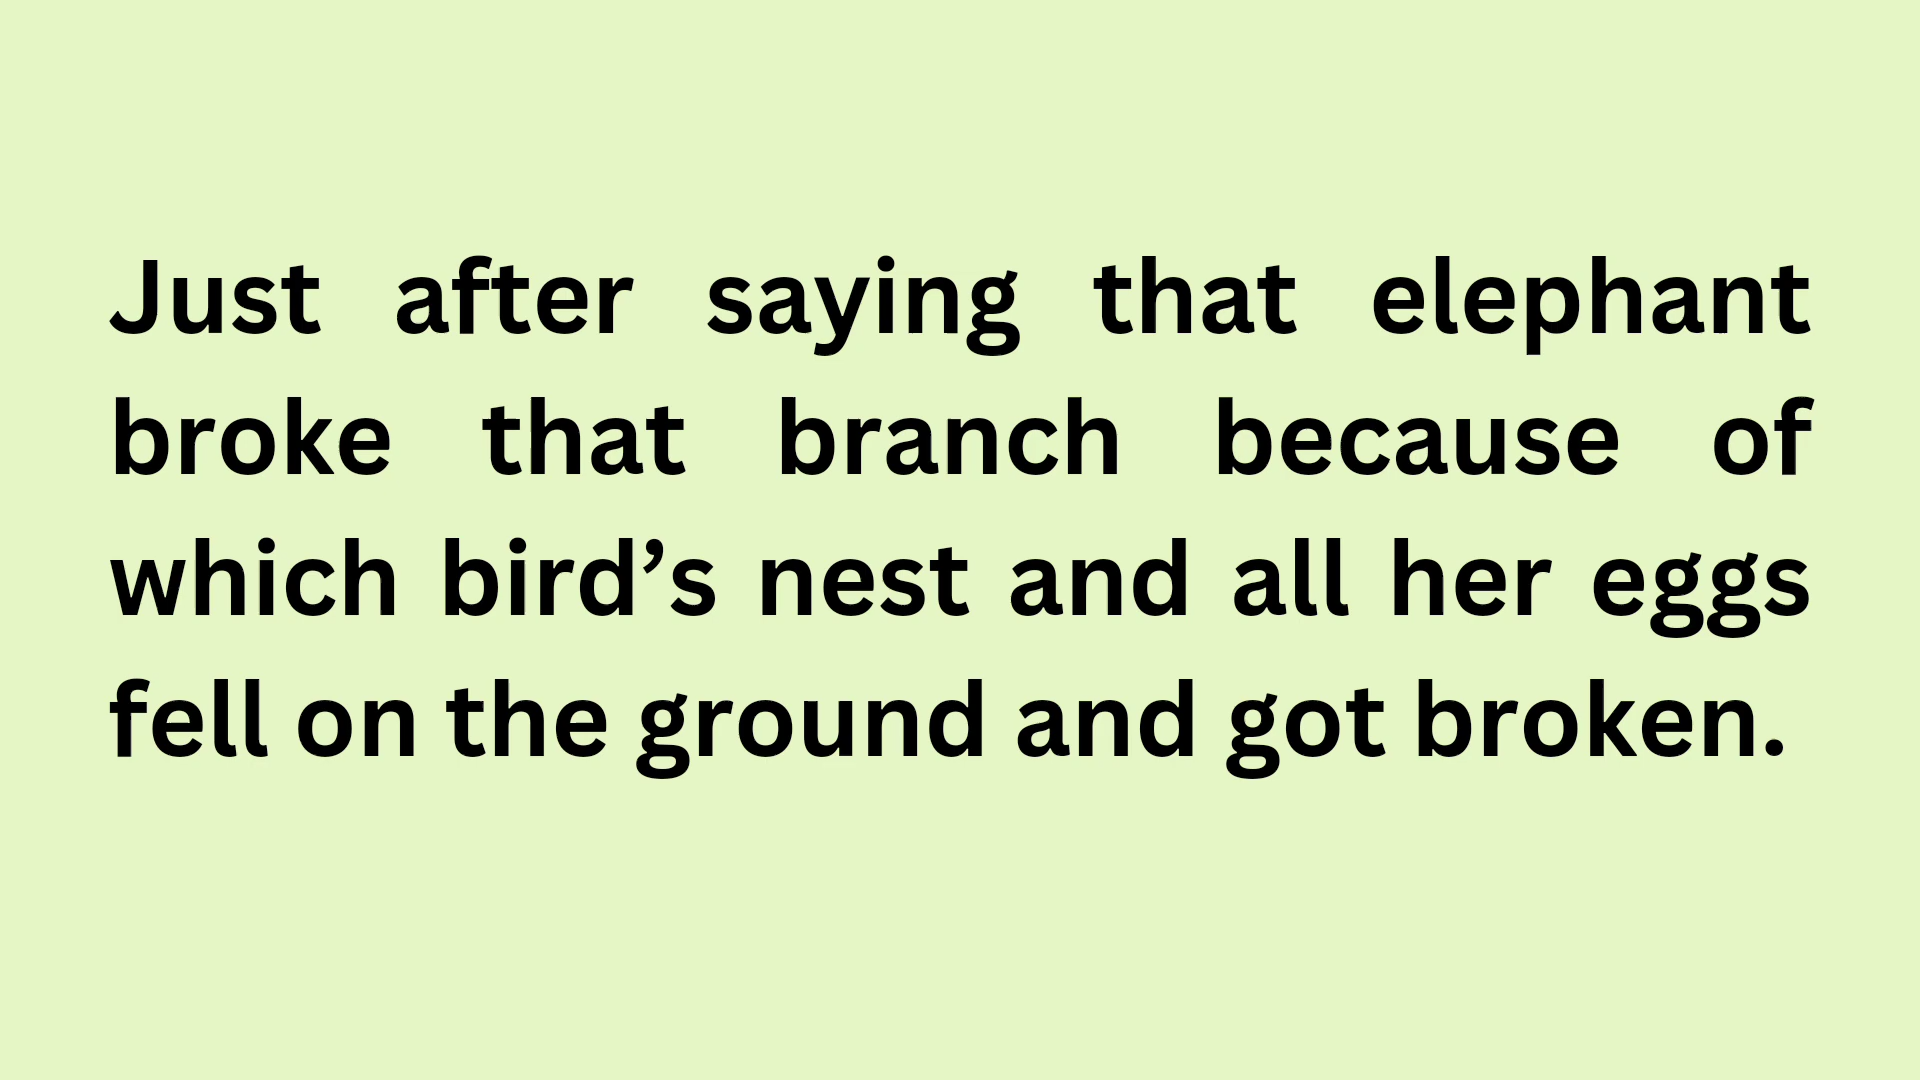 Just after saying that elephant
broke that branch because of
which bird’s nest and all her eggs
fell on the ground and got broken.